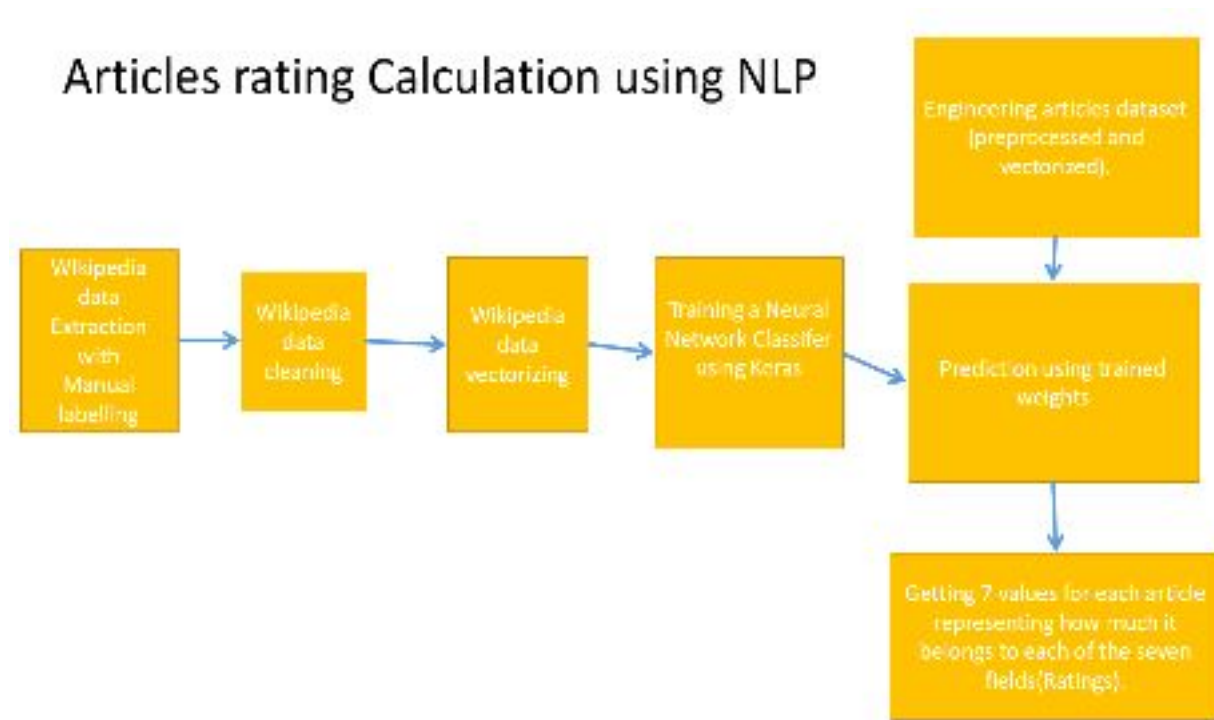 Articles rating Calculation using NLP
Engineering articles dataset
(preprocessed and
vectorized).
Wikipedia
data
Extraction
with
Manual
labelling
Wikipedia
data
cleaning
Wikipedia
data
vectorizing
Training a Neural
Network Classifer
using Keras
Prediction using trained
weights
Getting 7 values for each article
representing how much it
belongs to each of the seven
fields(Ratings).